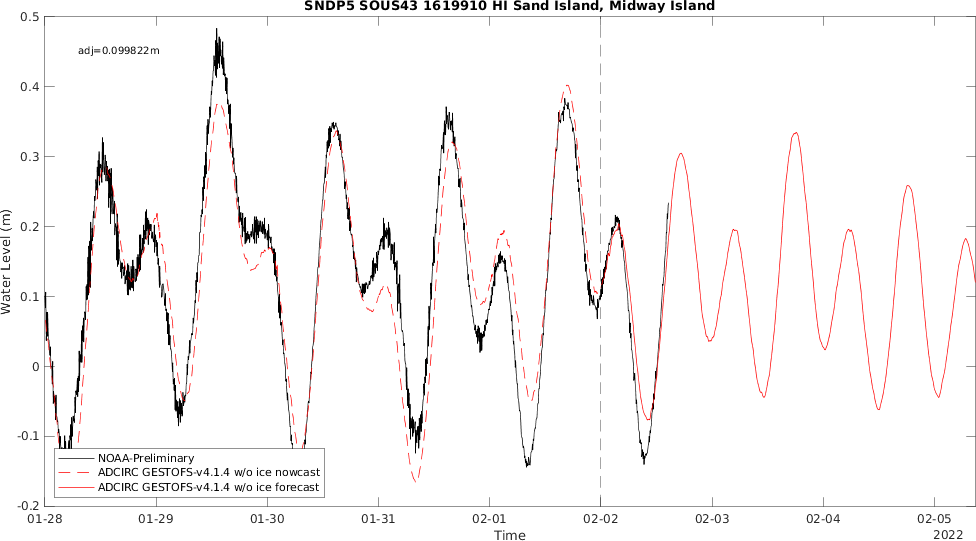 SNDP5 SOUS43 1619910 HI Sand Island, Midway Island
adj=0.099822m
Water Level (m)
0.5
0.4
0.3
0.2
0.1
0
-0.1
-0.2
NOAA-Preliminary
ADCIRC GESTOFS-v4.1.4 w/o ice nowcast
ADCIRC GESTOFS-v4.1.4 w/o ice forecast
01-28 01-29 01-30 01-31 02-01 02-02 02-03 02-04 02-05
Time
2022